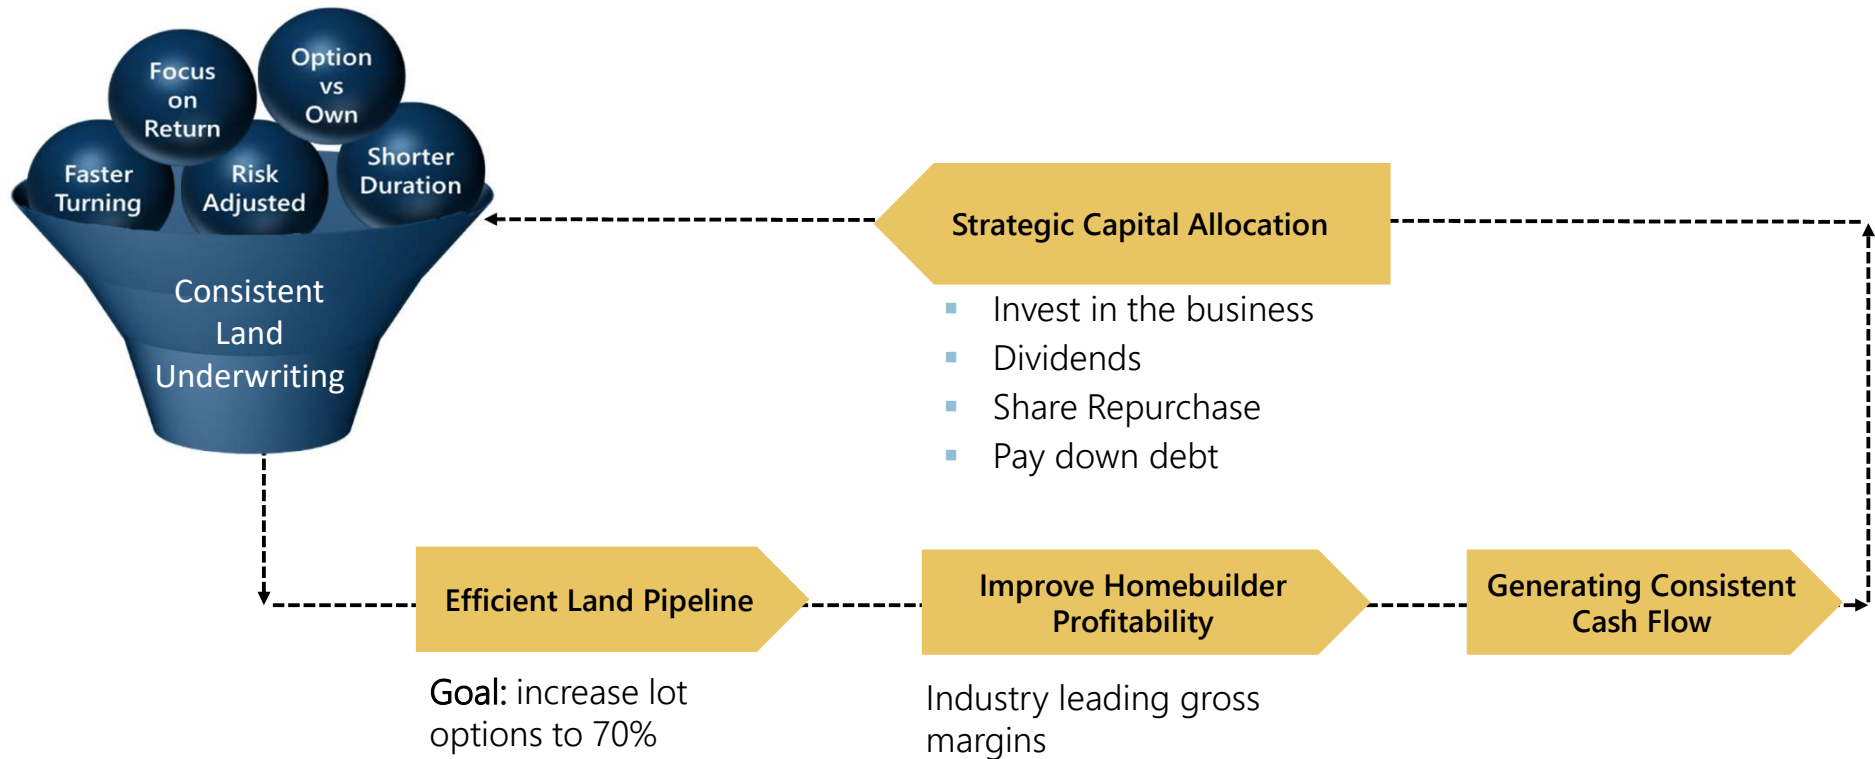 Focus
on
Return
Option
vs
Own
Faster
Turning
Risk
Adjusted
Shorter
Duration
Consistent
Land
Underwriting
Strategic Capital Allocation
▪ Invest in the business
▪ Dividends
▪ Share Repurchase
▪ Pay down debt
Efficient Land Pipeline
Goal: increase lot
options to 70%
Improve Homebuilder
Profitability
Industry leading gross
margins
Generating Consistent
Cash Flow